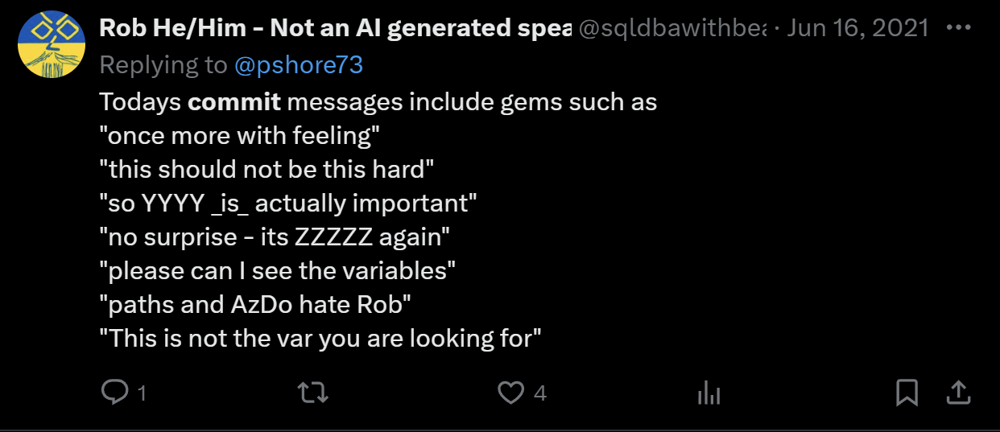 Rob He/Him - Not an AI generated spea @sqldbawithbea · Jun 16, 2021
Replying to @pshore73
Todays commit messages include gems such as
"once more with feeling"
"this should not be this hard"
"so YYYY _is_ actually important"
"no surprise - its ZZZZZ again"
"please can I see the variables"
"paths and AzDo hate Rob"
"This is not the var you are looking for"
1 4